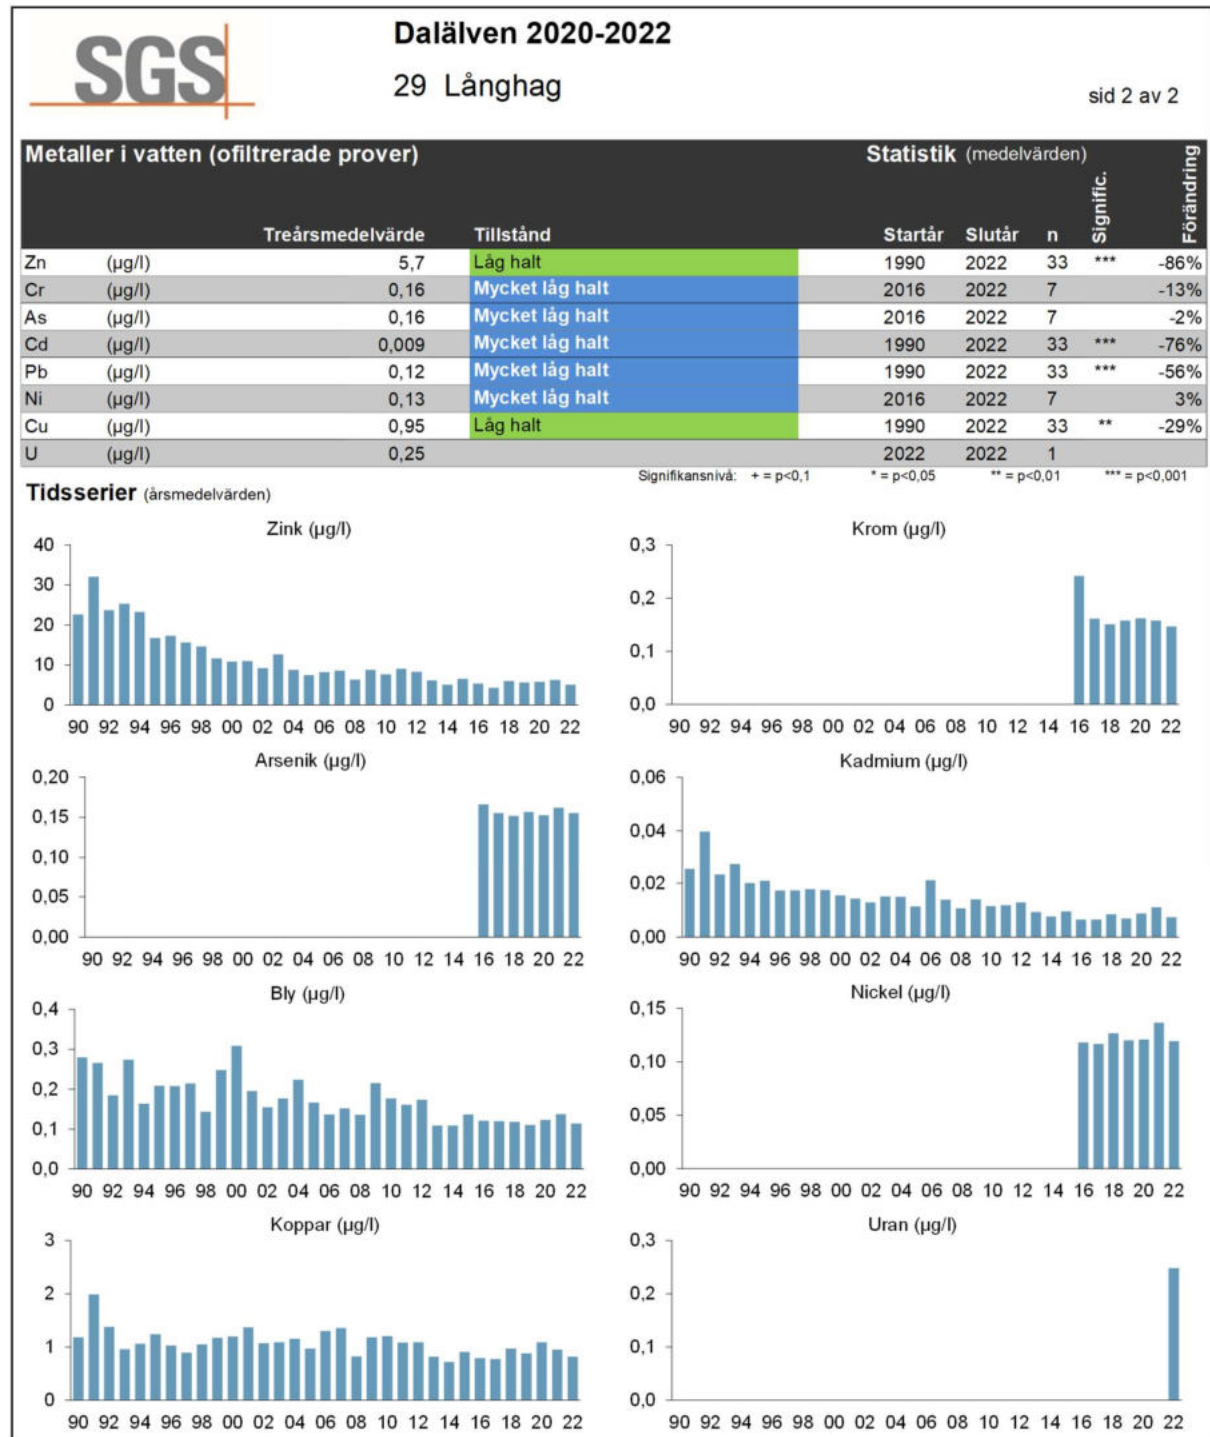 SGS
Dalälven 2020-2022
29 Långhag
sid 2 av 2
Metaller i vatten (ofiltrerade prover) Statistik (medelvärden)
Treårsmedelvärde Tillstånd Startår Slutår n Signific. Förändring
Zn (µg/l) 5,7 Låg halt 1990 2022 33 *** -86%
Cr (µg/l) 0,16 Mycket låg halt 2016 2022 7 -13%
As (µg/l) 0,16 Mycket låg halt 2016 2022 7 -2%
Cd (µg/l) 0,009 Mycket låg halt 1990 2022 33 *** -76%
Pb (µg/l) 0,12 Mycket låg halt 1990 2022 33 *** -56%
Ni (µg/l) 0,13 Mycket låg halt 2016 2022 7 3%
Cu (µg/l) 0,95 Låg halt 1990 2022 33 ** -29%
U (µg/l) 0,25 2022 2022 1
Signifikansnivå: + = p<0,1 * = p<0,05 ** = p<0,01 *** = p<0,001
Tidsserier (årsmedelvärden)
Zink (µg/l)
40
30
20
10
0
90 92 94 96 98 00 02 04 06 08 10 12 14 16 18 20 22
Krom (µg/l)
0,3
0,2
0,1
0,0
90 92 94 96 98 00 02 04 06 08 10 12 14 16 18 20 22
Arsenik (µg/l)
0,20
0,15
0,10
0,05
0,00
90 92 94 96 98 00 02 04 06 08 10 12 14 16 18 20 22
Kadmium (µg/l)
0,06
0,04
0,02
0,00
90 92 94 96 98 00 02 04 06 08 10 12 14 16 18 20 22
Bly (µg/l)
0,4
0,3
0,2
0,1
0,0
90 92 94 96 98 00 02 04 06 08 10 12 14 16 18 20 22
Nickel (µg/l)
0,15
0,10
0,05
0,00
90 92 94 96 98 00 02 04 06 08 10 12 14 16 18 20 22
Koppar (µg/l)
3
2
1
0
90 92 94 96 98 00 02 04 06 08 10 12 14 16 18 20 22
Uran (µg/l)
0,3
0,2
0,1
0,0
90 92 94 96 98 00 02 04 06 08 10 12 14 16 18 20 22